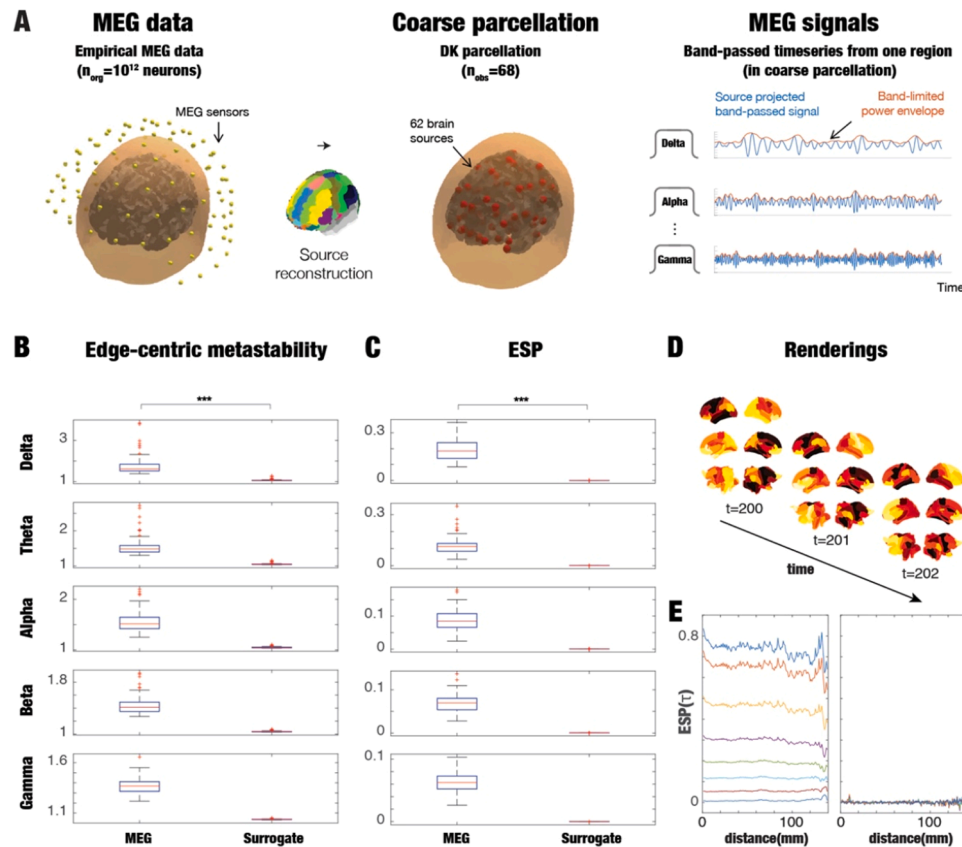 A
MEG data
Empirical MEG data
(n_org=10¹² neurons)
MEG sensors
Source
reconstruction
Coarse parcellation
DK parcellation
(n_obs=68)
62 brain
sources
MEG signals
Band-passed timeseries from one region
(in coarse parcellation)
Source projected
band-passed signal
Band-limited
power envelope
Delta
Alpha
...
Gamma
Time
B
Edge-centric metastability
***
Delta
3
1
Theta
2
1
Alpha
2
1
Beta
1.8
1
Gamma
1.6
1.1
MEG
Surrogate
C
ESP
***
0.3
0
0.3
0
0.1
0
0.1
0
0.1
0
MEG
Surrogate
D
Renderings
t=200
t=201
t=202
time
E
0.8
ESP(τ)
0
0
100
distance(mm)
0
100
distance(mm)